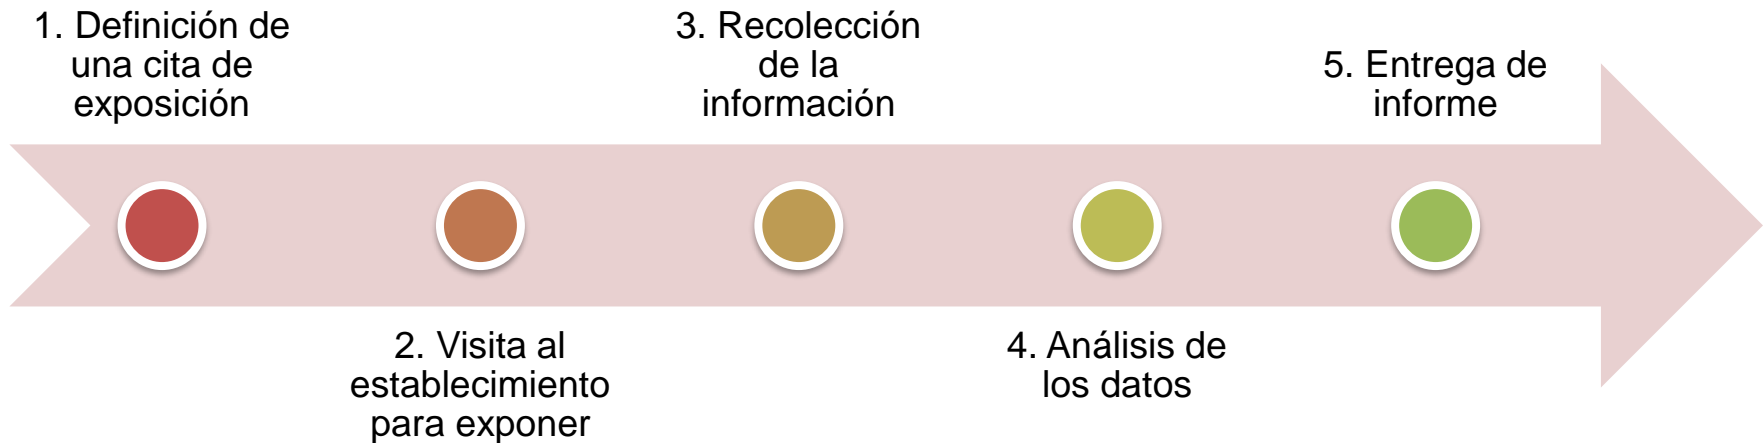 1. Definición de
una cita de
exposición
2. Visita al
establecimiento
para exponer
3. Recolección
de la
información
4. Análisis de
los datos
5. Entrega de
informe